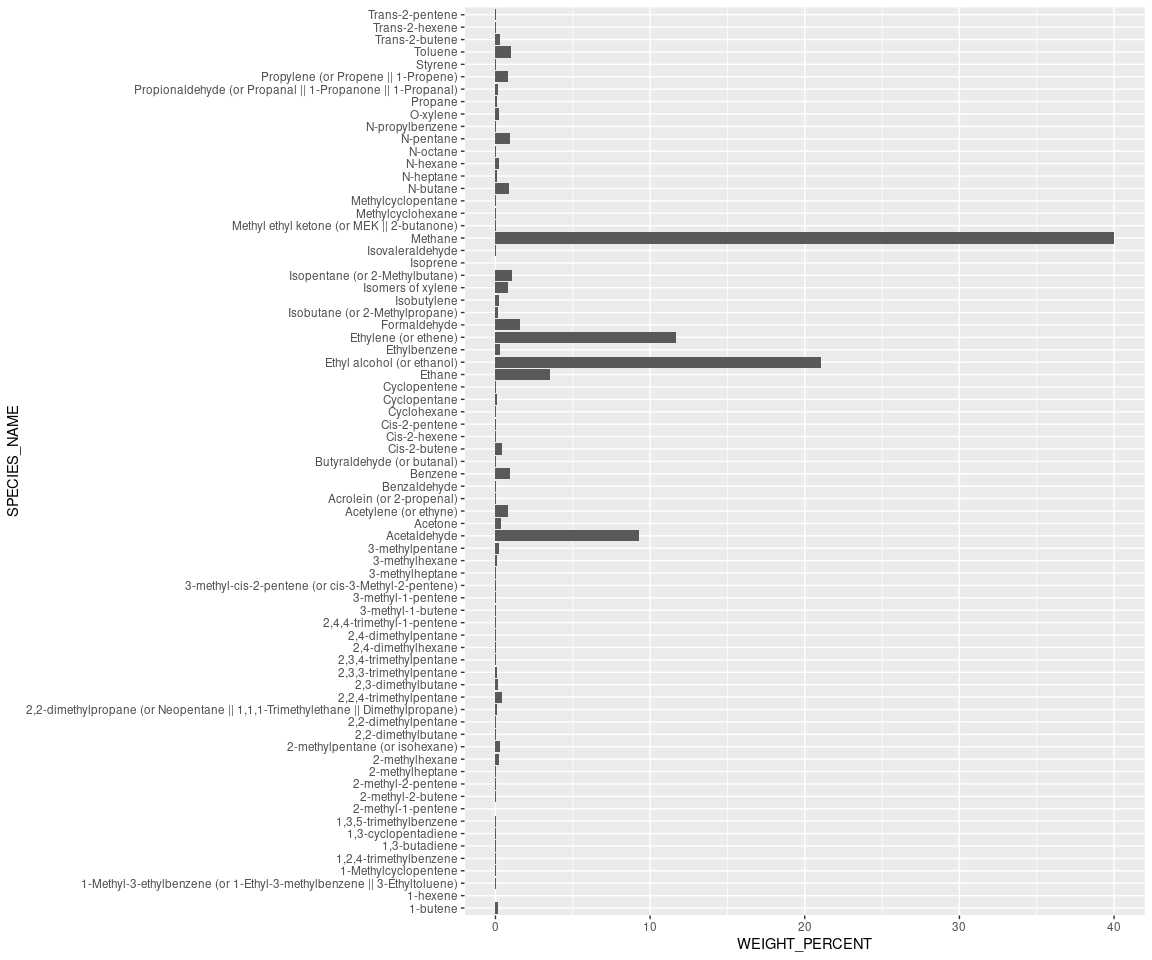 Trans-2-pentene
Trans-2-hexene
Trans-2-butene
Toluene
Styrene
Propylene (or Propene || 1-Propene)
Propionaldehyde (or Propanal || 1-Propanone || 1-Propanal)
Propane
O-xylene
N-propylbenzene
N-pentane
N-octane
N-hexane
N-heptane
N-butane
Methylcyclopentane
Methylcyclohexane
Methyl ethyl ketone (or MEK || 2-butanone)
Methane
Isovaleraldehyde
Isoprene
Isopentane (or 2-Methylbutane)
Isomers of xylene
Isobutylene
Isobutane (or 2-Methylpropane)
Formaldehyde
Ethylene (or ethene)
Ethylbenzene
Ethyl alcohol (or ethanol)
Ethane
Cyclopentene
Cyclopentane
Cyclohexane
Cis-2-pentene
Cis-2-hexene
Cis-2-butene
Butyraldehyde (or butanal)
Benzene
Benzaldehyde
Acrolein (or 2-propenal)
Acetylene (or ethyne)
Acetone
Acetaldehyde
3-methylpentane
3-methylhexane
3-methylheptane
3-methyl-cis-2-pentene (or cis-3-Methyl-2-pentene)
3-methyl-1-pentene
3-methyl-1-butene
2,4,4-trimethyl-1-pentene
2,4-dimethylpentane
2,4-dimethylhexane
2,3,4-trimethylpentane
2,3,3-trimethylpentane
2,3-dimethylbutane
2,2,4-trimethylpentane
2,2-dimethylpropane (or Neopentane || 1,1,1-Trimethylethane || Dimethylpropane)
2,2-dimethylpentane
2,2-dimethylbutane
2-methylpentane (or isohexane)
2-methylhexane
2-methylheptane
2-methyl-2-pentene
2-methyl-2-butene
2-methyl-1-pentene
1,3,5-trimethylbenzene
1,3-cyclopentadiene
1,3-butadiene
1,2,4-trimethylbenzene
1-Methylcyclopentene
1-Methyl-3-ethylbenzene (or 1-Ethyl-3-methylbenzene || 3-Ethyltoluene)
1-hexene
1-butene
SPECIES_NAME
0 10 20 30 40
WEIGHT_PERCENT